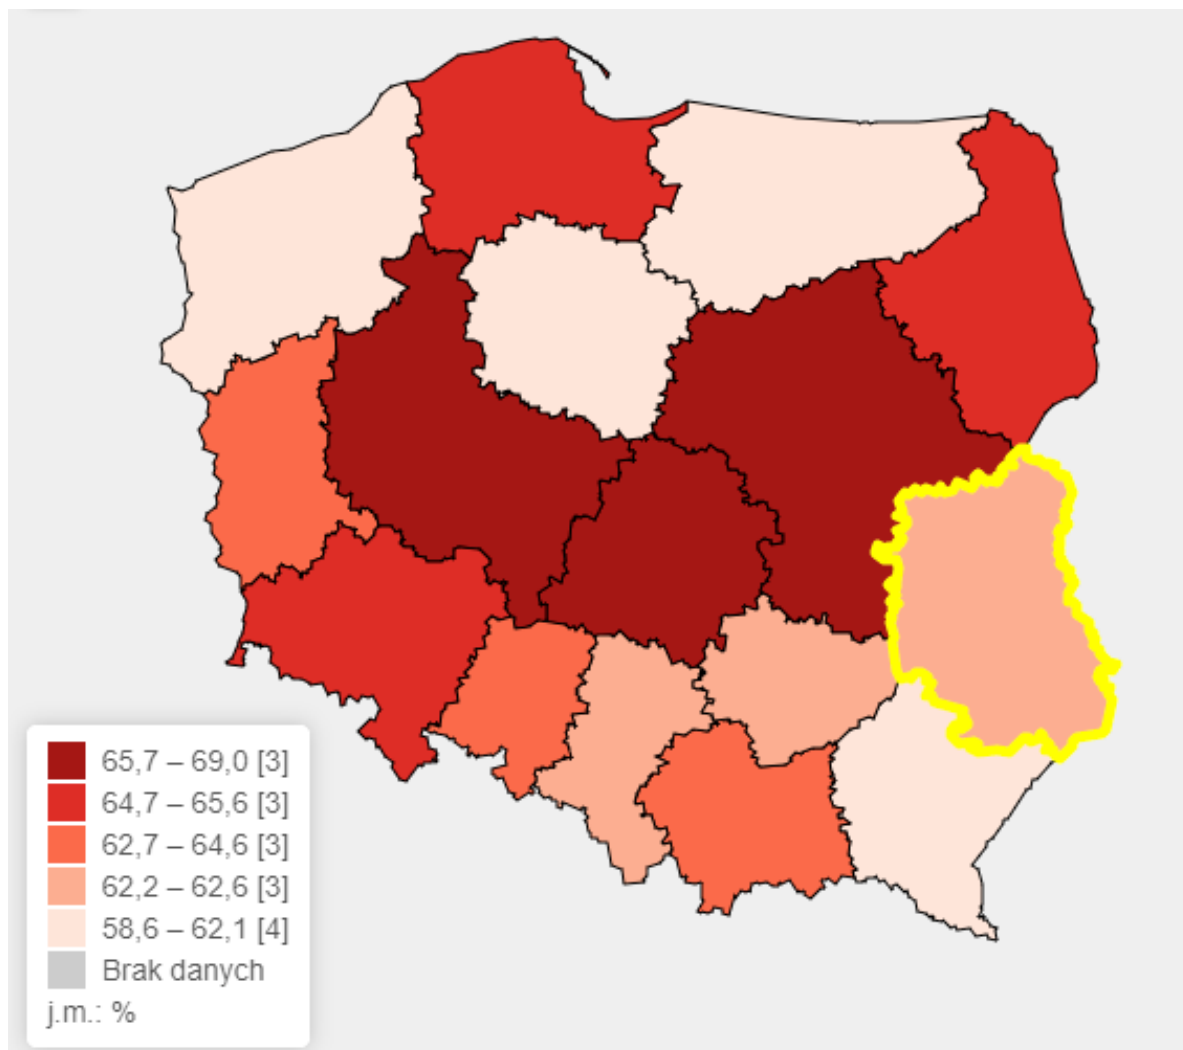 65,7 – 69,0 [3]
64,7 – 65,6 [3]
62,7 – 64,6 [3]
62,2 – 62,6 [3]
58,6 – 62,1 [4]
Brak danych
j.m.: %